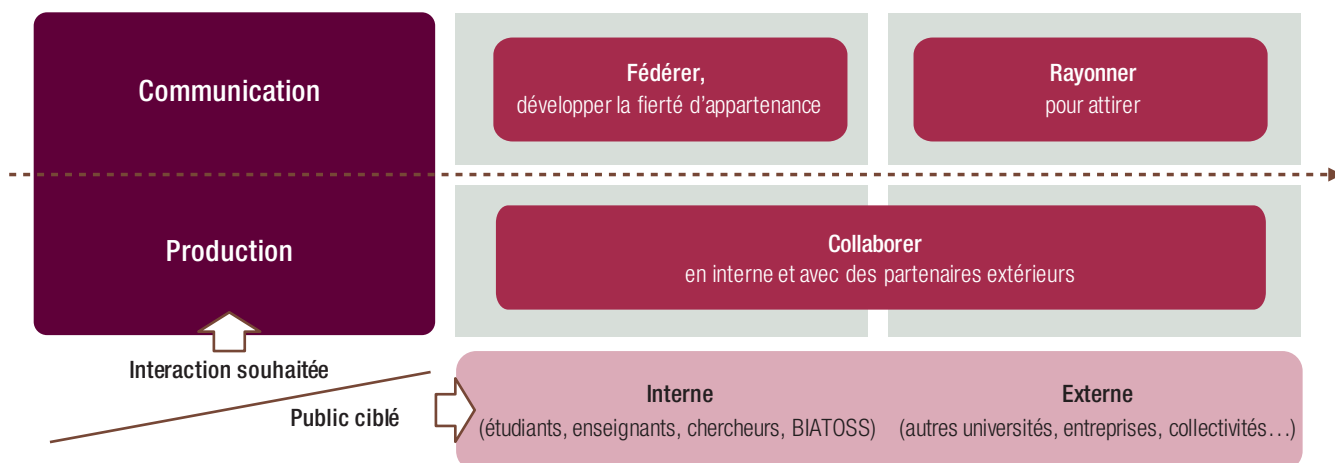 Communication
Fédérer,
développer la fierté d'appartenance
Rayonner
pour attirer
Production
Collaborer
en interne et avec des partenaires extérieurs
Interaction souhaitée
Public ciblé
Interne
(étudiants, enseignants, chercheurs, BIATOSS)
Externe
(autres universités, entreprises, collectivités…)